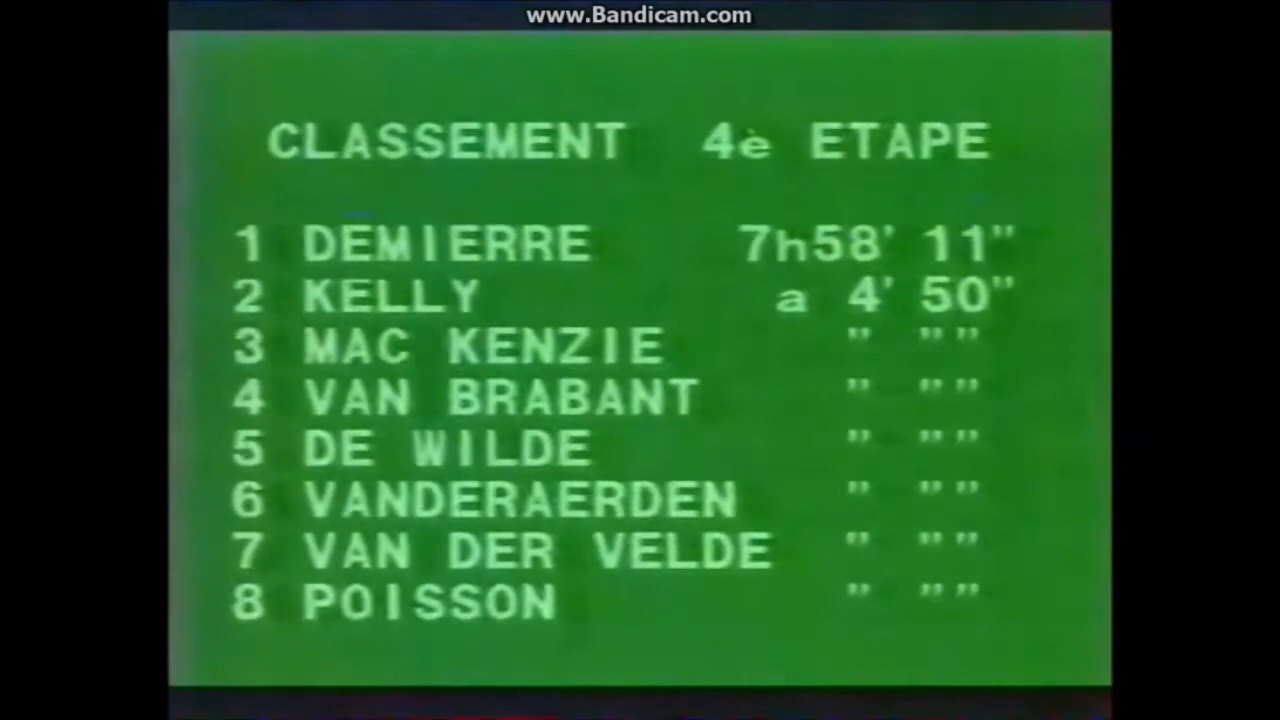 www.Bandicam.com
CLASSEMENT 4è ETAPE
1 DEMIERRE 7h58' 11"
2 KELLY a 4' 50"
3 MAC KENZIE " ""
4 VAN BRABANT " ""
5 DE WILDE " ""
6 VANDERAERDEN " ""
7 VAN DER VELDE " ""
8 POISSON " ""